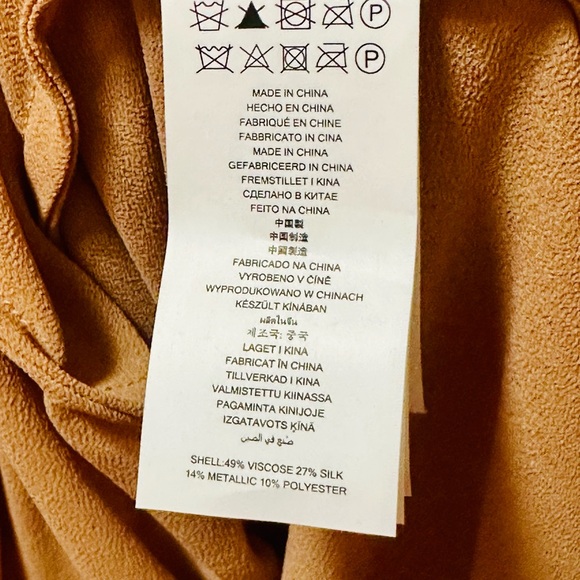 P
P
MADE IN CHINA
HECHO EN CHINA
FABRIQUÉ EN CHINE
FABBRICATO IN CINA
MADE IN CHINA
GEFABRICEERD IN CHINA
FREMSTILLET I KINA
СДЕЛАНО В КИТАЕ
FEITO NA CHINA
中国製
中国制造
中國製造
FABRICADO NA CHINA
VYROBENO V ČÍNĚ
WYPRODUKOWANO W CHINACH
KÉSZÜLT KÍNÁBAN
ผลิตในจีน
제조국: 중국
LAGET I KINA
FABRICAT ÎN CHINA
TILLVERKAD I KINA
VALMISTETTU KIINASSA
PAGAMINTA KINIJOJE
IZGATAVOTS ĶĪNĀ
صنع في الصين
SHELL:49% VISCOSE 27% SILK
14% METALLIC 10% POLYESTER